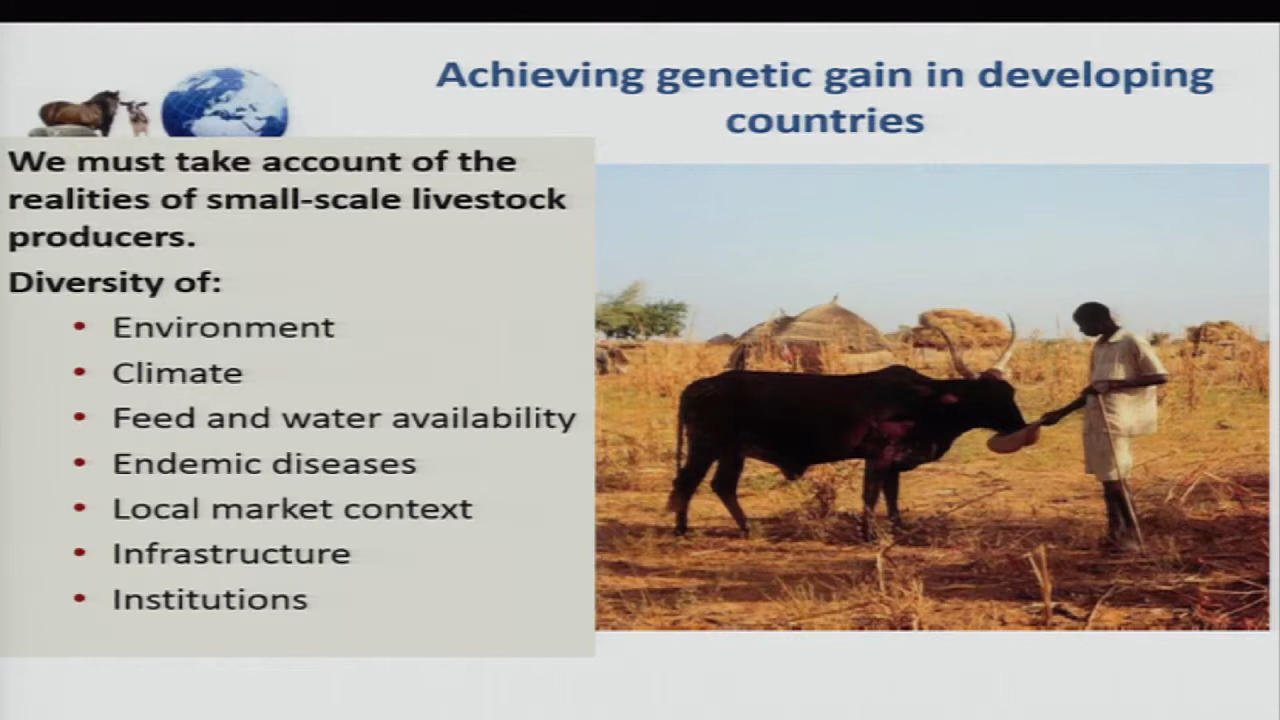 Achieving genetic gain in developing
countries
We must take account of the
realities of small-scale livestock
producers.
Diversity of:
• Environment
• Climate
• Feed and water availability
• Endemic diseases
• Local market context
• Infrastructure
• Institutions